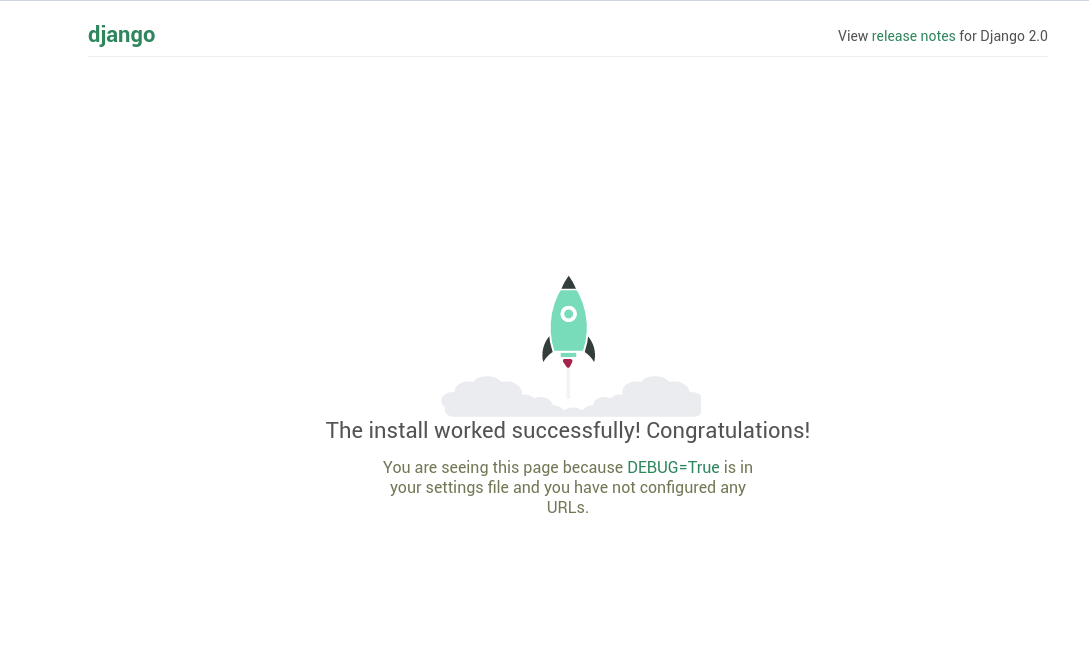 django
View release notes for Django 2.0
The install worked successfully! Congratulations!
You are seeing this page because DEBUG=True is in
your settings file and you have not configured any
URLs.